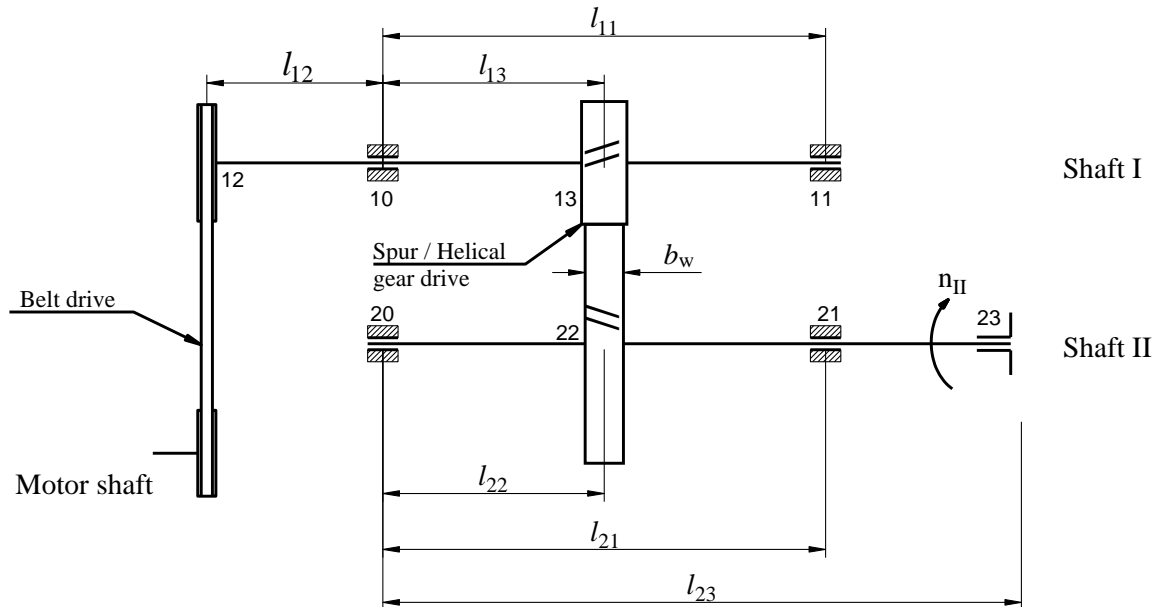 l11
l12
l13
12
10
13
11
Shaft I
Spur / Helical
gear drive
bw
Belt drive
20
22
21
nII
23
Shaft II
Motor shaft
l22
l21
l23